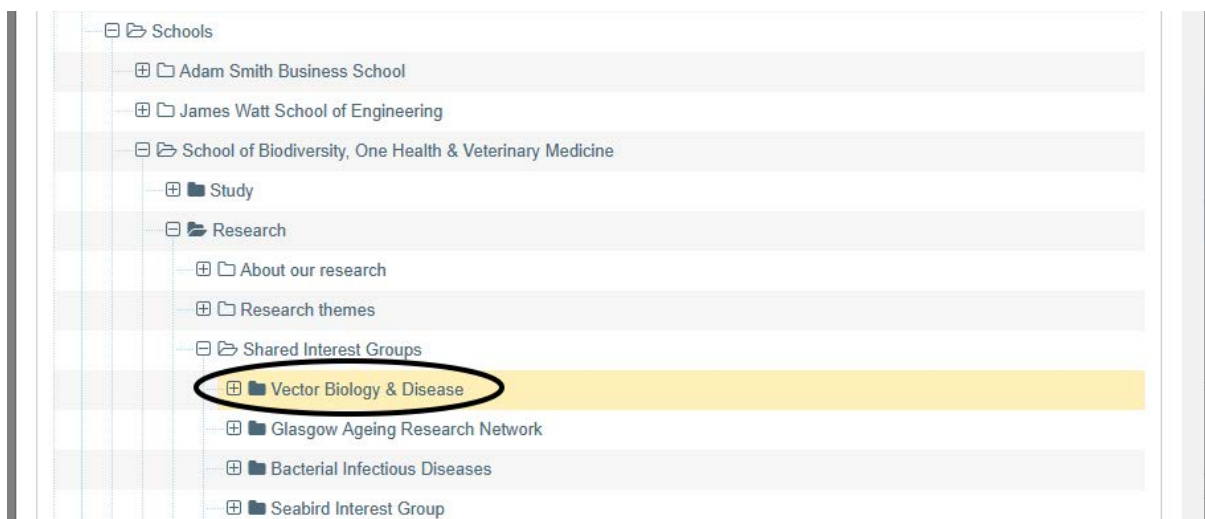 Schools
Adam Smith Business School
James Watt School of Engineering
School of Biodiversity, One Health & Veterinary Medicine
Study
Research
About our research
Research themes
Shared Interest Groups
Vector Biology & Disease
Glasgow Ageing Research Network
Bacterial Infectious Diseases
Seabird Interest Group